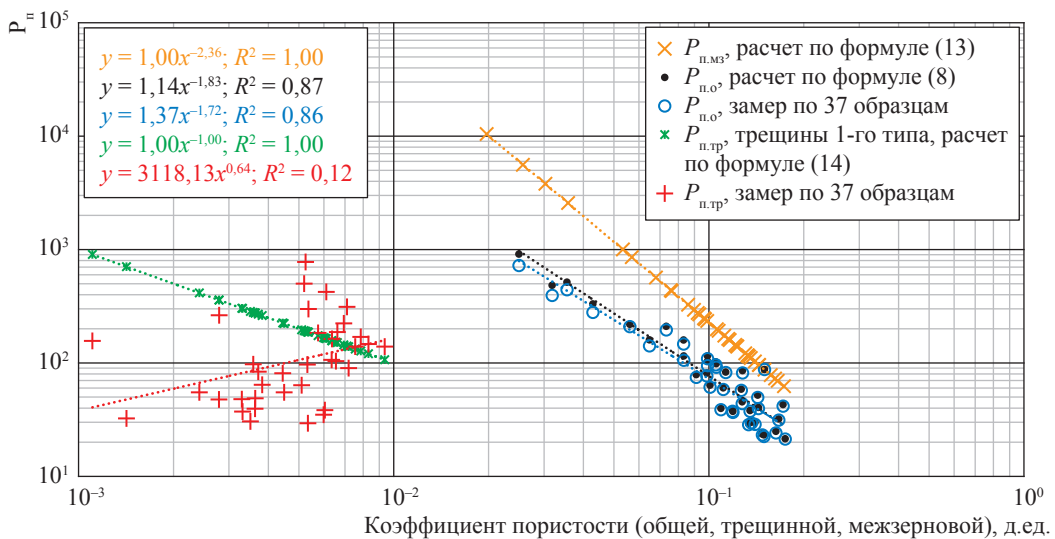 Pп
10⁵
10⁴
10³
10²
10¹
y = 1,00x⁻²,³⁶; R² = 1,00
y = 1,14x⁻¹,⁸³; R² = 0,87
y = 1,37x⁻¹,⁷²; R² = 0,86
y = 1,00x⁻¹,⁰⁰; R² = 1,00
y = 3118,13x⁰,⁶⁴; R² = 0,12
Pп.мз, расчет по формуле (13)
Pп.о, расчет по формуле (8)
Pп.о, замер по 37 образцам
Pп.тр, трещины 1-го типа, расчет
по формуле (14)
Pп.тр, замер по 37 образцам
10⁻³ 10⁻² 10⁻¹ 10⁰
Коэффициент пористости (общей, трещинной, межзерновой), д.ед.